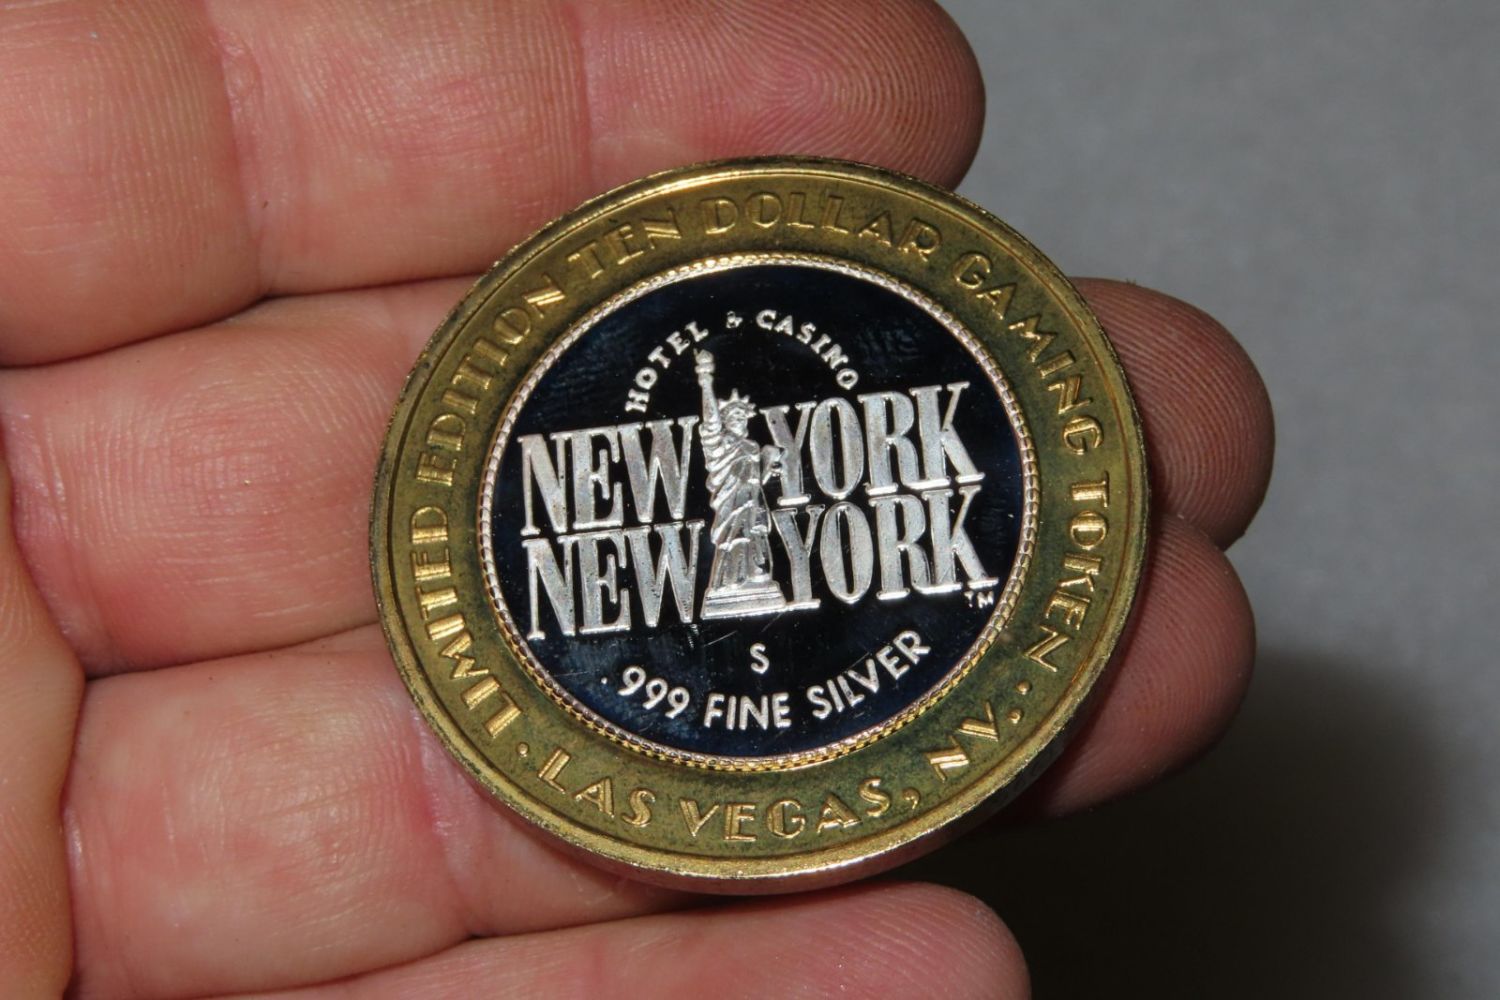 LIMITED EDITION TEN DOLLAR GAMING TOKEN
· LAS VEGAS, NV. ·
HOTEL & CASINO
NEW YORK
NEW YORK
TM
S
.999 FINE SILVER